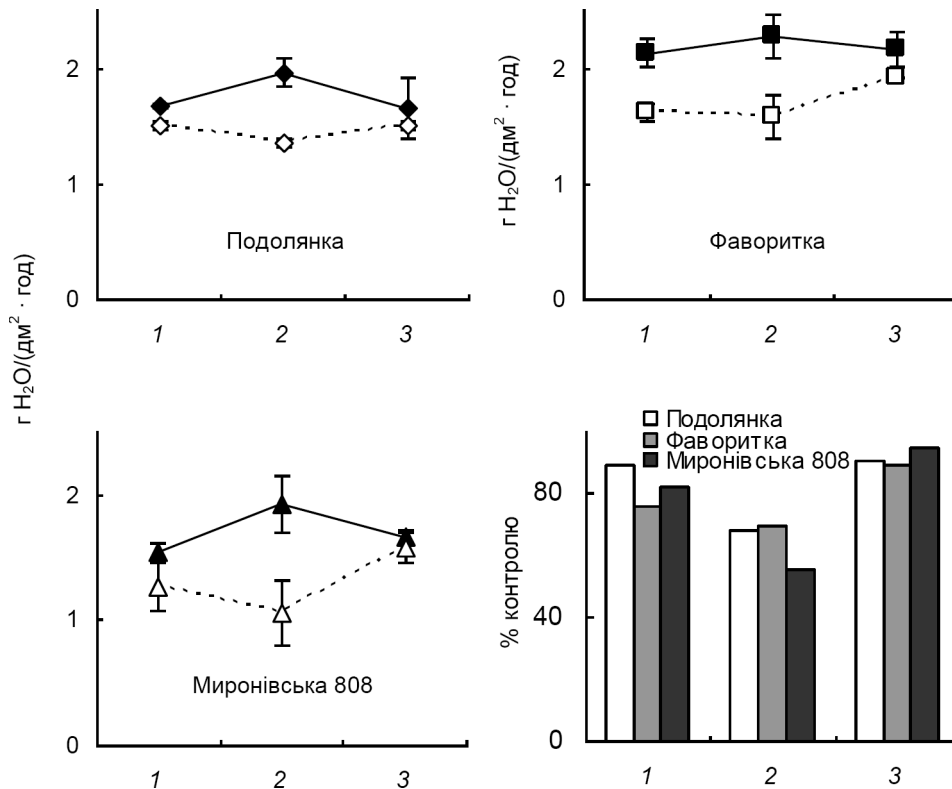 2
1
0
г H₂O/(дм² · год)
Подолянка
1 2 3
2
1
0
г H₂O/(дм² · год)
Фаворитка
1 2 3
2
1
0
Миронівська 808
1 2 3
80
40
0
% контролю
Подолянка
Фаворитка
Миронівська 808
1 2 3